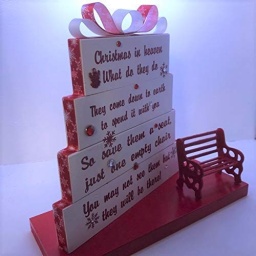 Christmas in heaven
What do they do
They come down to earth
to spend it with you
So save them a seat,
just one empty chair
You may not see them but
they will be there!